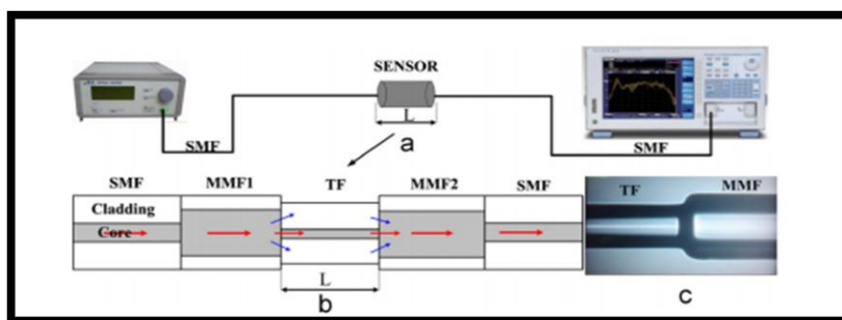 SENSOR
L
SMF
SMF
a
SMF MMF1 TF MMF2 SMF
Cladding
Core
L
b
TF MMF
c